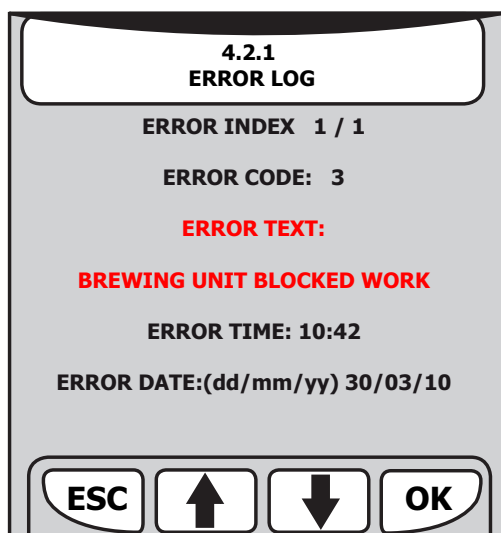 4.2.1
ERROR LOG
ERROR INDEX 1 / 1
ERROR CODE: 3
ERROR TEXT:
BREWING UNIT BLOCKED WORK
ERROR TIME: 10:42
ERROR DATE:(dd/mm/yy) 30/03/10
ESC OK